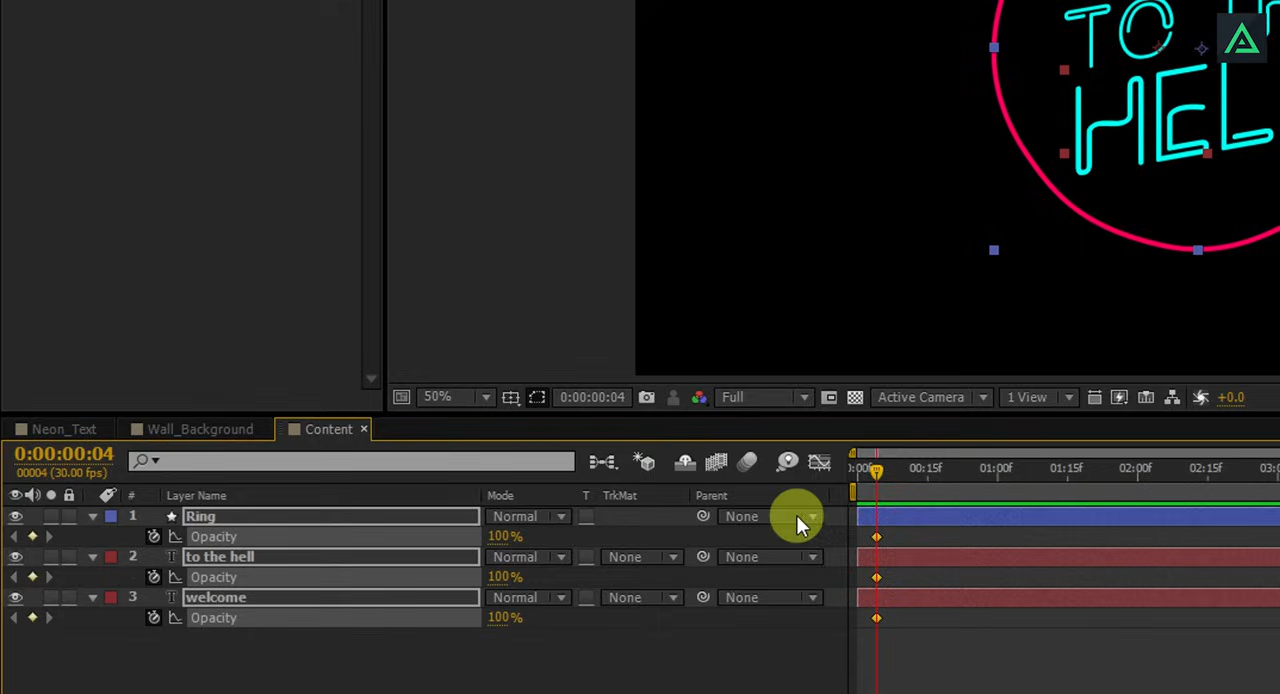 TO
HEL
50%
0:00:00:04
Full
Active Camera
1 View
+0.0
Neon_Text
Wall_Background
Content
0:00:00:04
00004 (30.00 fps)
:00f 00:15f 01:00f 01:15f 02:00f 02:15f 03:0
# Layer Name Mode T TrkMat Parent
1 Ring Normal None
Opacity 100%
2 to the hell Normal None None
Opacity 100%
3 welcome Normal None None
Opacity 100%